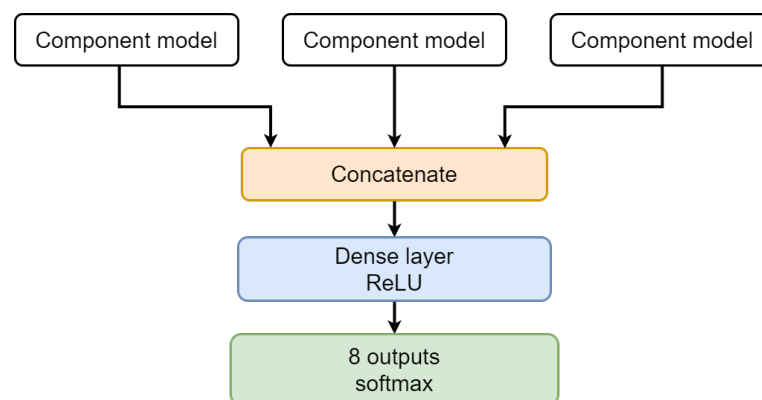 Component model
Component model
Component model
Concatenate
Dense layer
ReLU
8 outputs
softmax